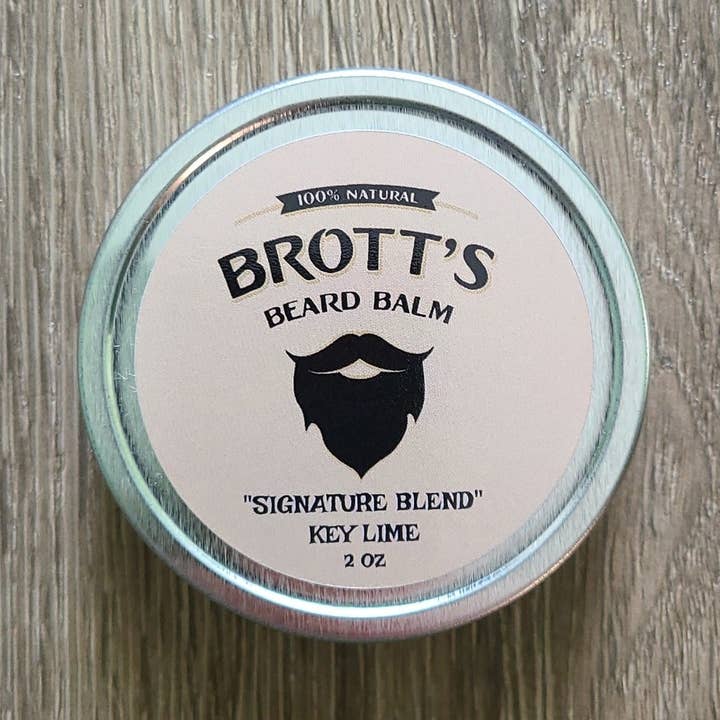 100% NATURAL
BROTT'S
BEARD BALM
"SIGNATURE BLEND"
KEY LIME
2 OZ